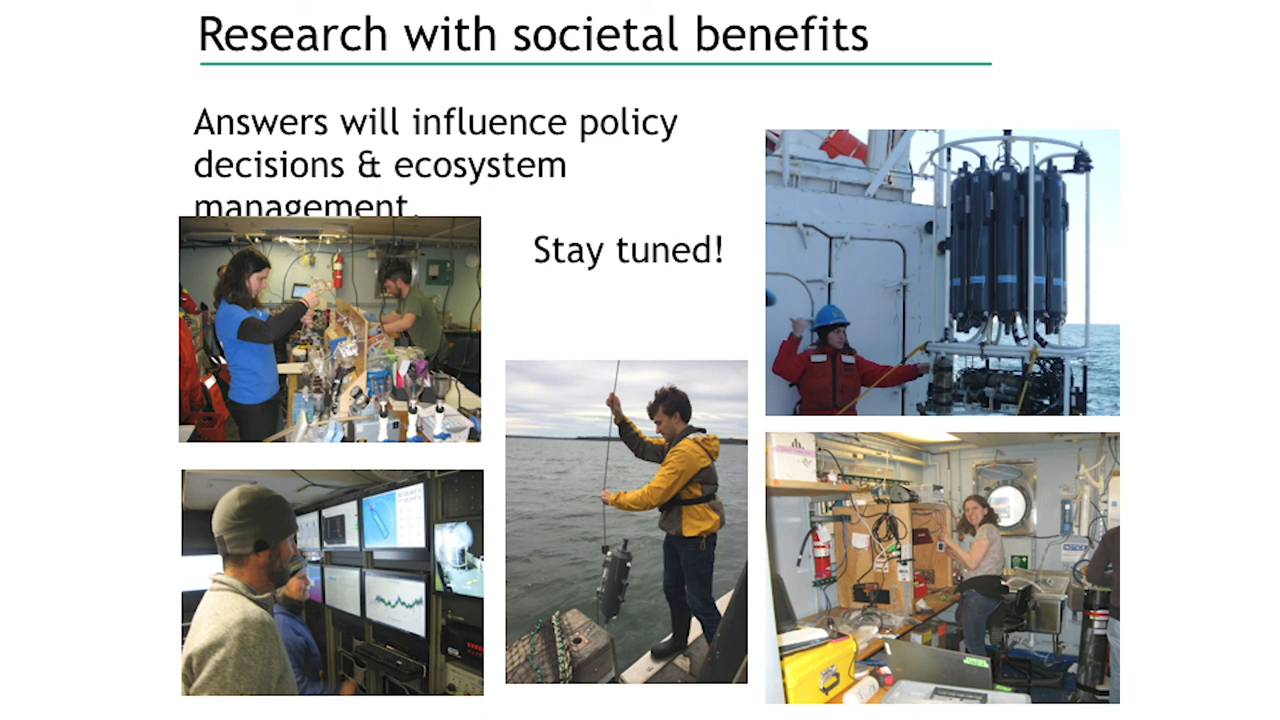 Research with societal benefits
Answers will influence policy
decisions & ecosystem
management.
Stay tuned!